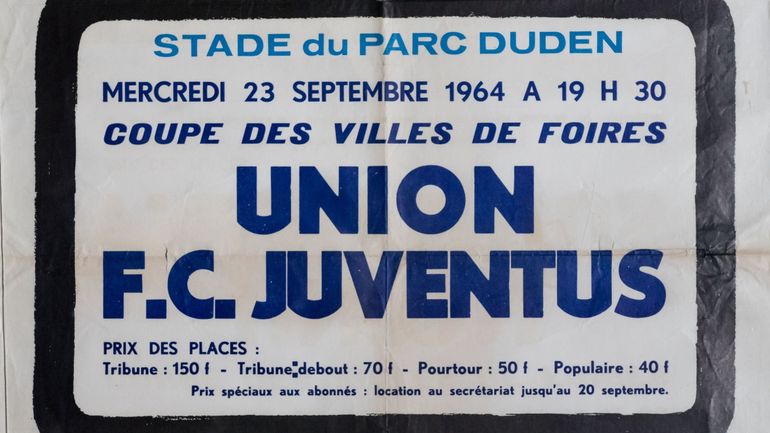 STADE du PARC DUDEN
MERCREDI 23 SEPTEMBRE 1964 A 19 H 30
COUPE DES VILLES DE FOIRES
UNION
F.C. JUVENTUS
PRIX DES PLACES :
Tribune : 150 f - Tribune debout : 70 f - Pourtour : 50 f - Populaire : 40 f
Prix spéciaux aux abonnés : location au secrétariat jusqu'au 20 septembre.